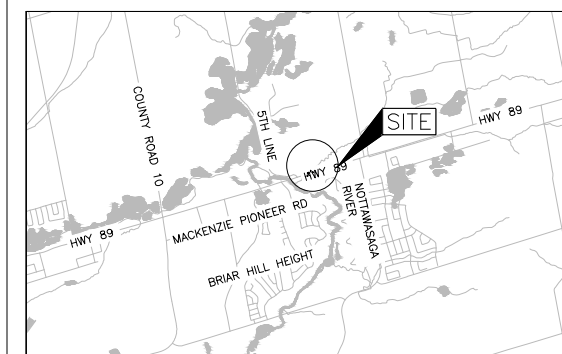 COUNTY ROAD 10
5TH LINE
SITE
HWY 89
HWY 89
NOTTAWASAGA
RIVER
MACKENZIE PIONEER RD
HWY 89
BRIAR HILL HEIGHT